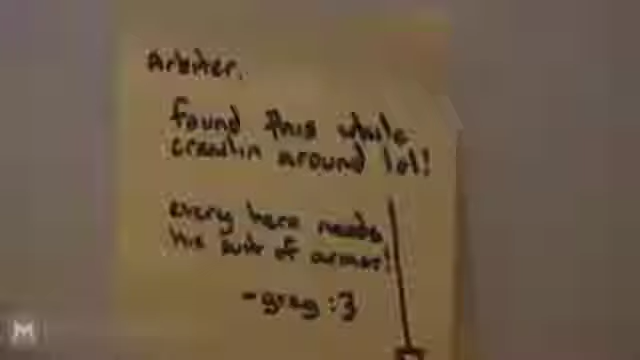 Arbiter,
found this while
crawlin around lol!
every hero needs
his suit of armor!
-greg :3
M